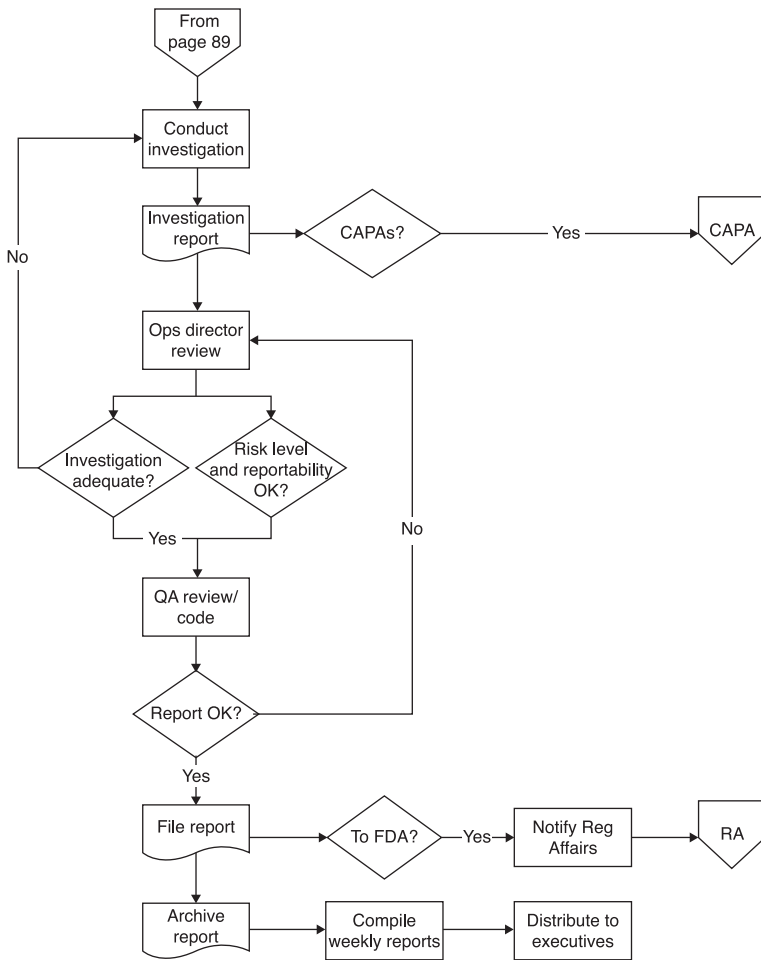 From
page 89
Conduct
investigation
No
Investigation
report
CAPAs?
Yes
CAPA
Ops director
review
Investigation
adequate?
Risk level
and reportability
OK?
No
Yes
QA review/
code
Report OK?
Yes
File report
To FDA?
Yes
Notify Reg
Affairs
RA
Archive
report
Compile
weekly reports
Distribute to
executives